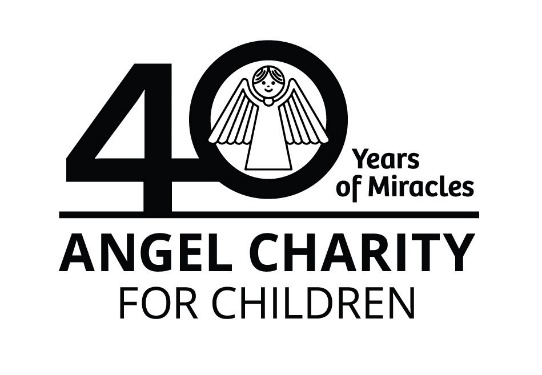 40
Years
of Miracles
ANGEL CHARITY
FOR CHILDREN